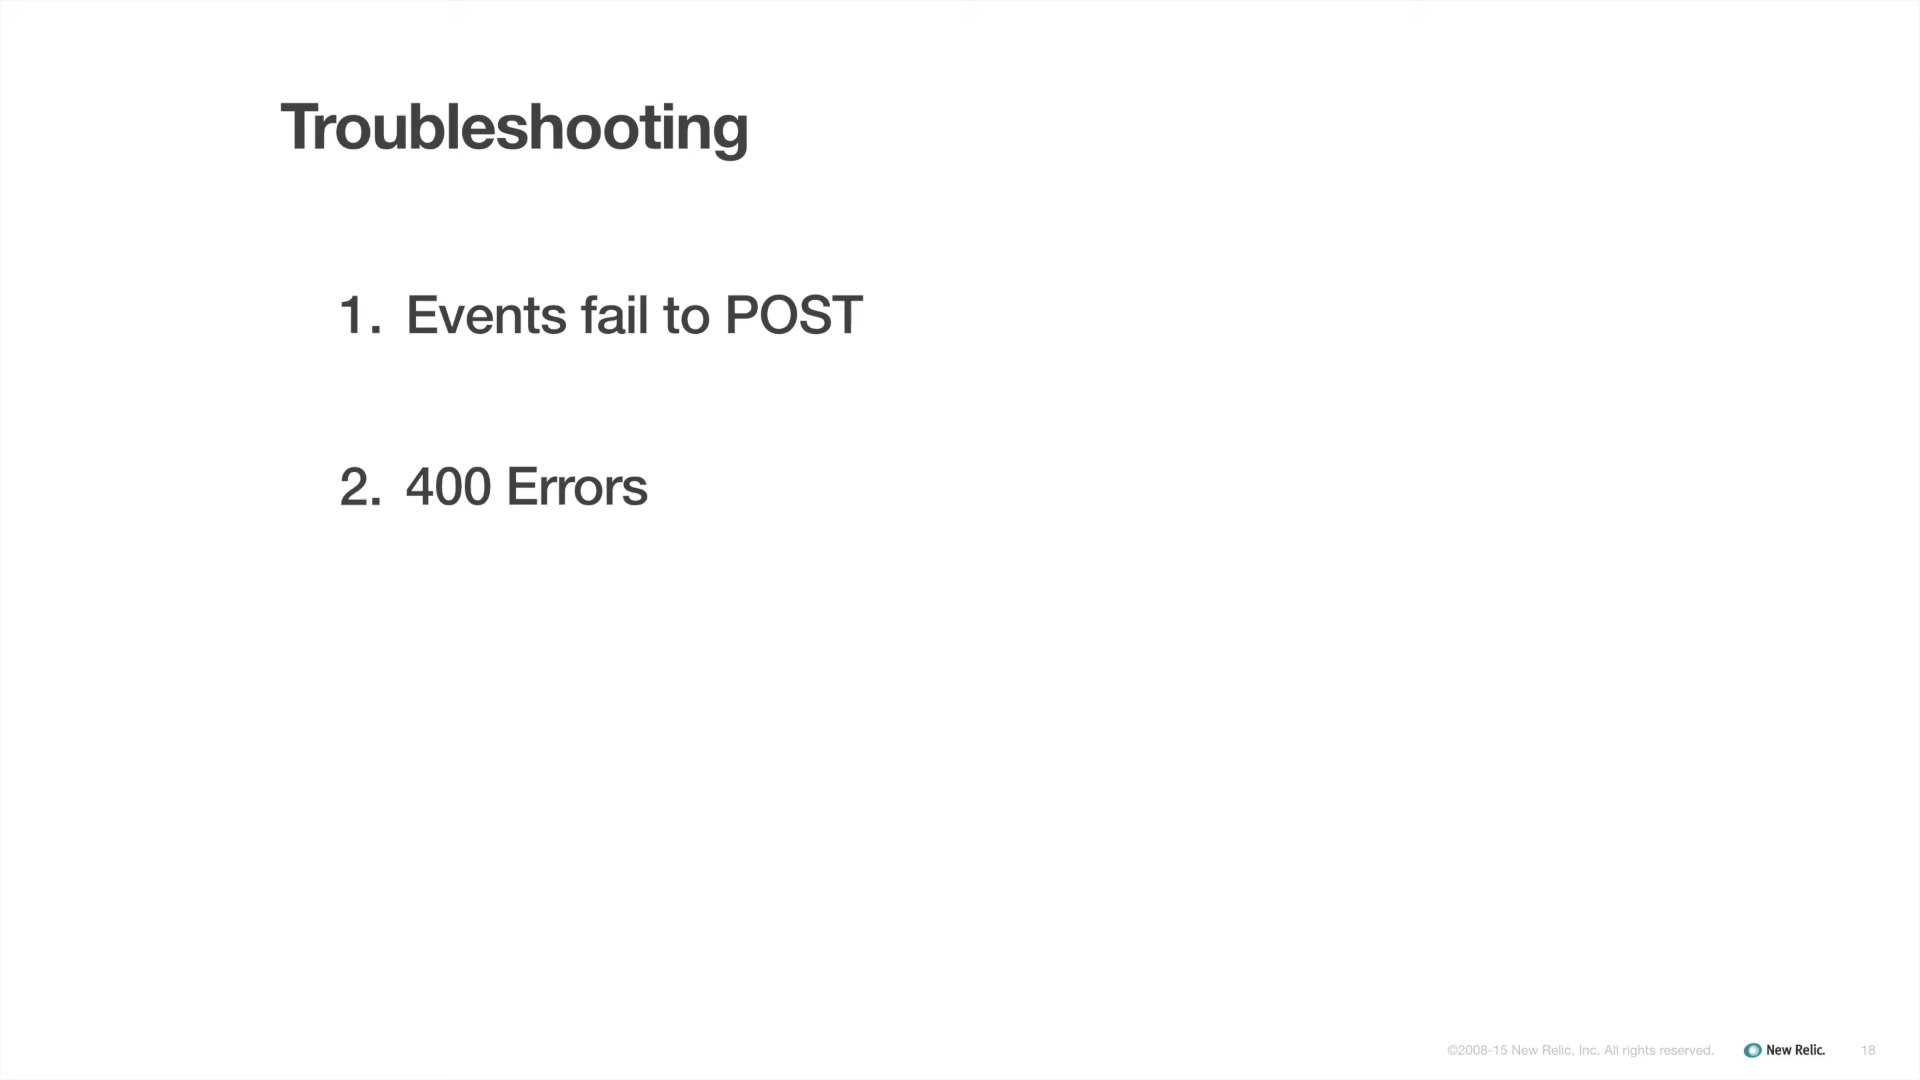 Troubleshooting
1. Events fail to POST
2. 400 Errors
©2008-15 New Relic, Inc. All rights reserved. New Relic. 18